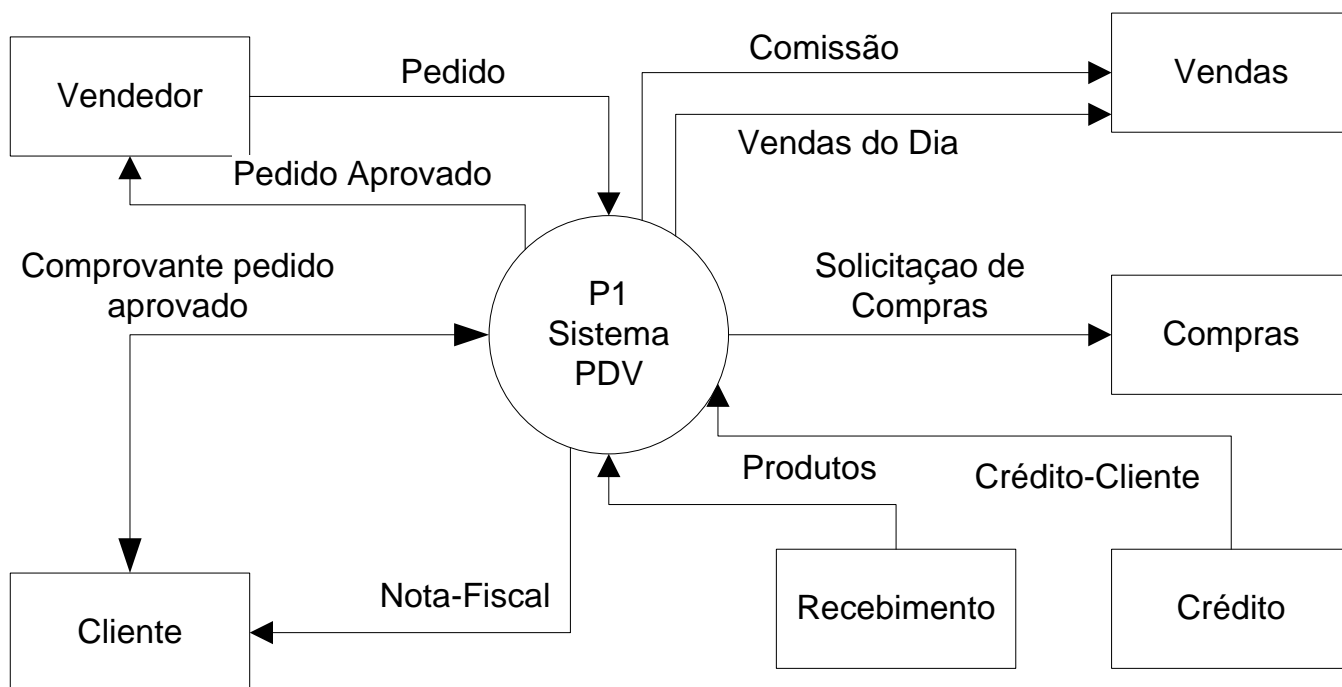 Comissão
Pedido
Vendedor
Vendas
Vendas do Dia
Pedido Aprovado
Comprovante pedido
aprovado
P1
Sistema
PDV
Solicitaçao de
Compras
Compras
Produtos
Crédito-Cliente
Nota-Fiscal
Cliente
Recebimento
Crédito